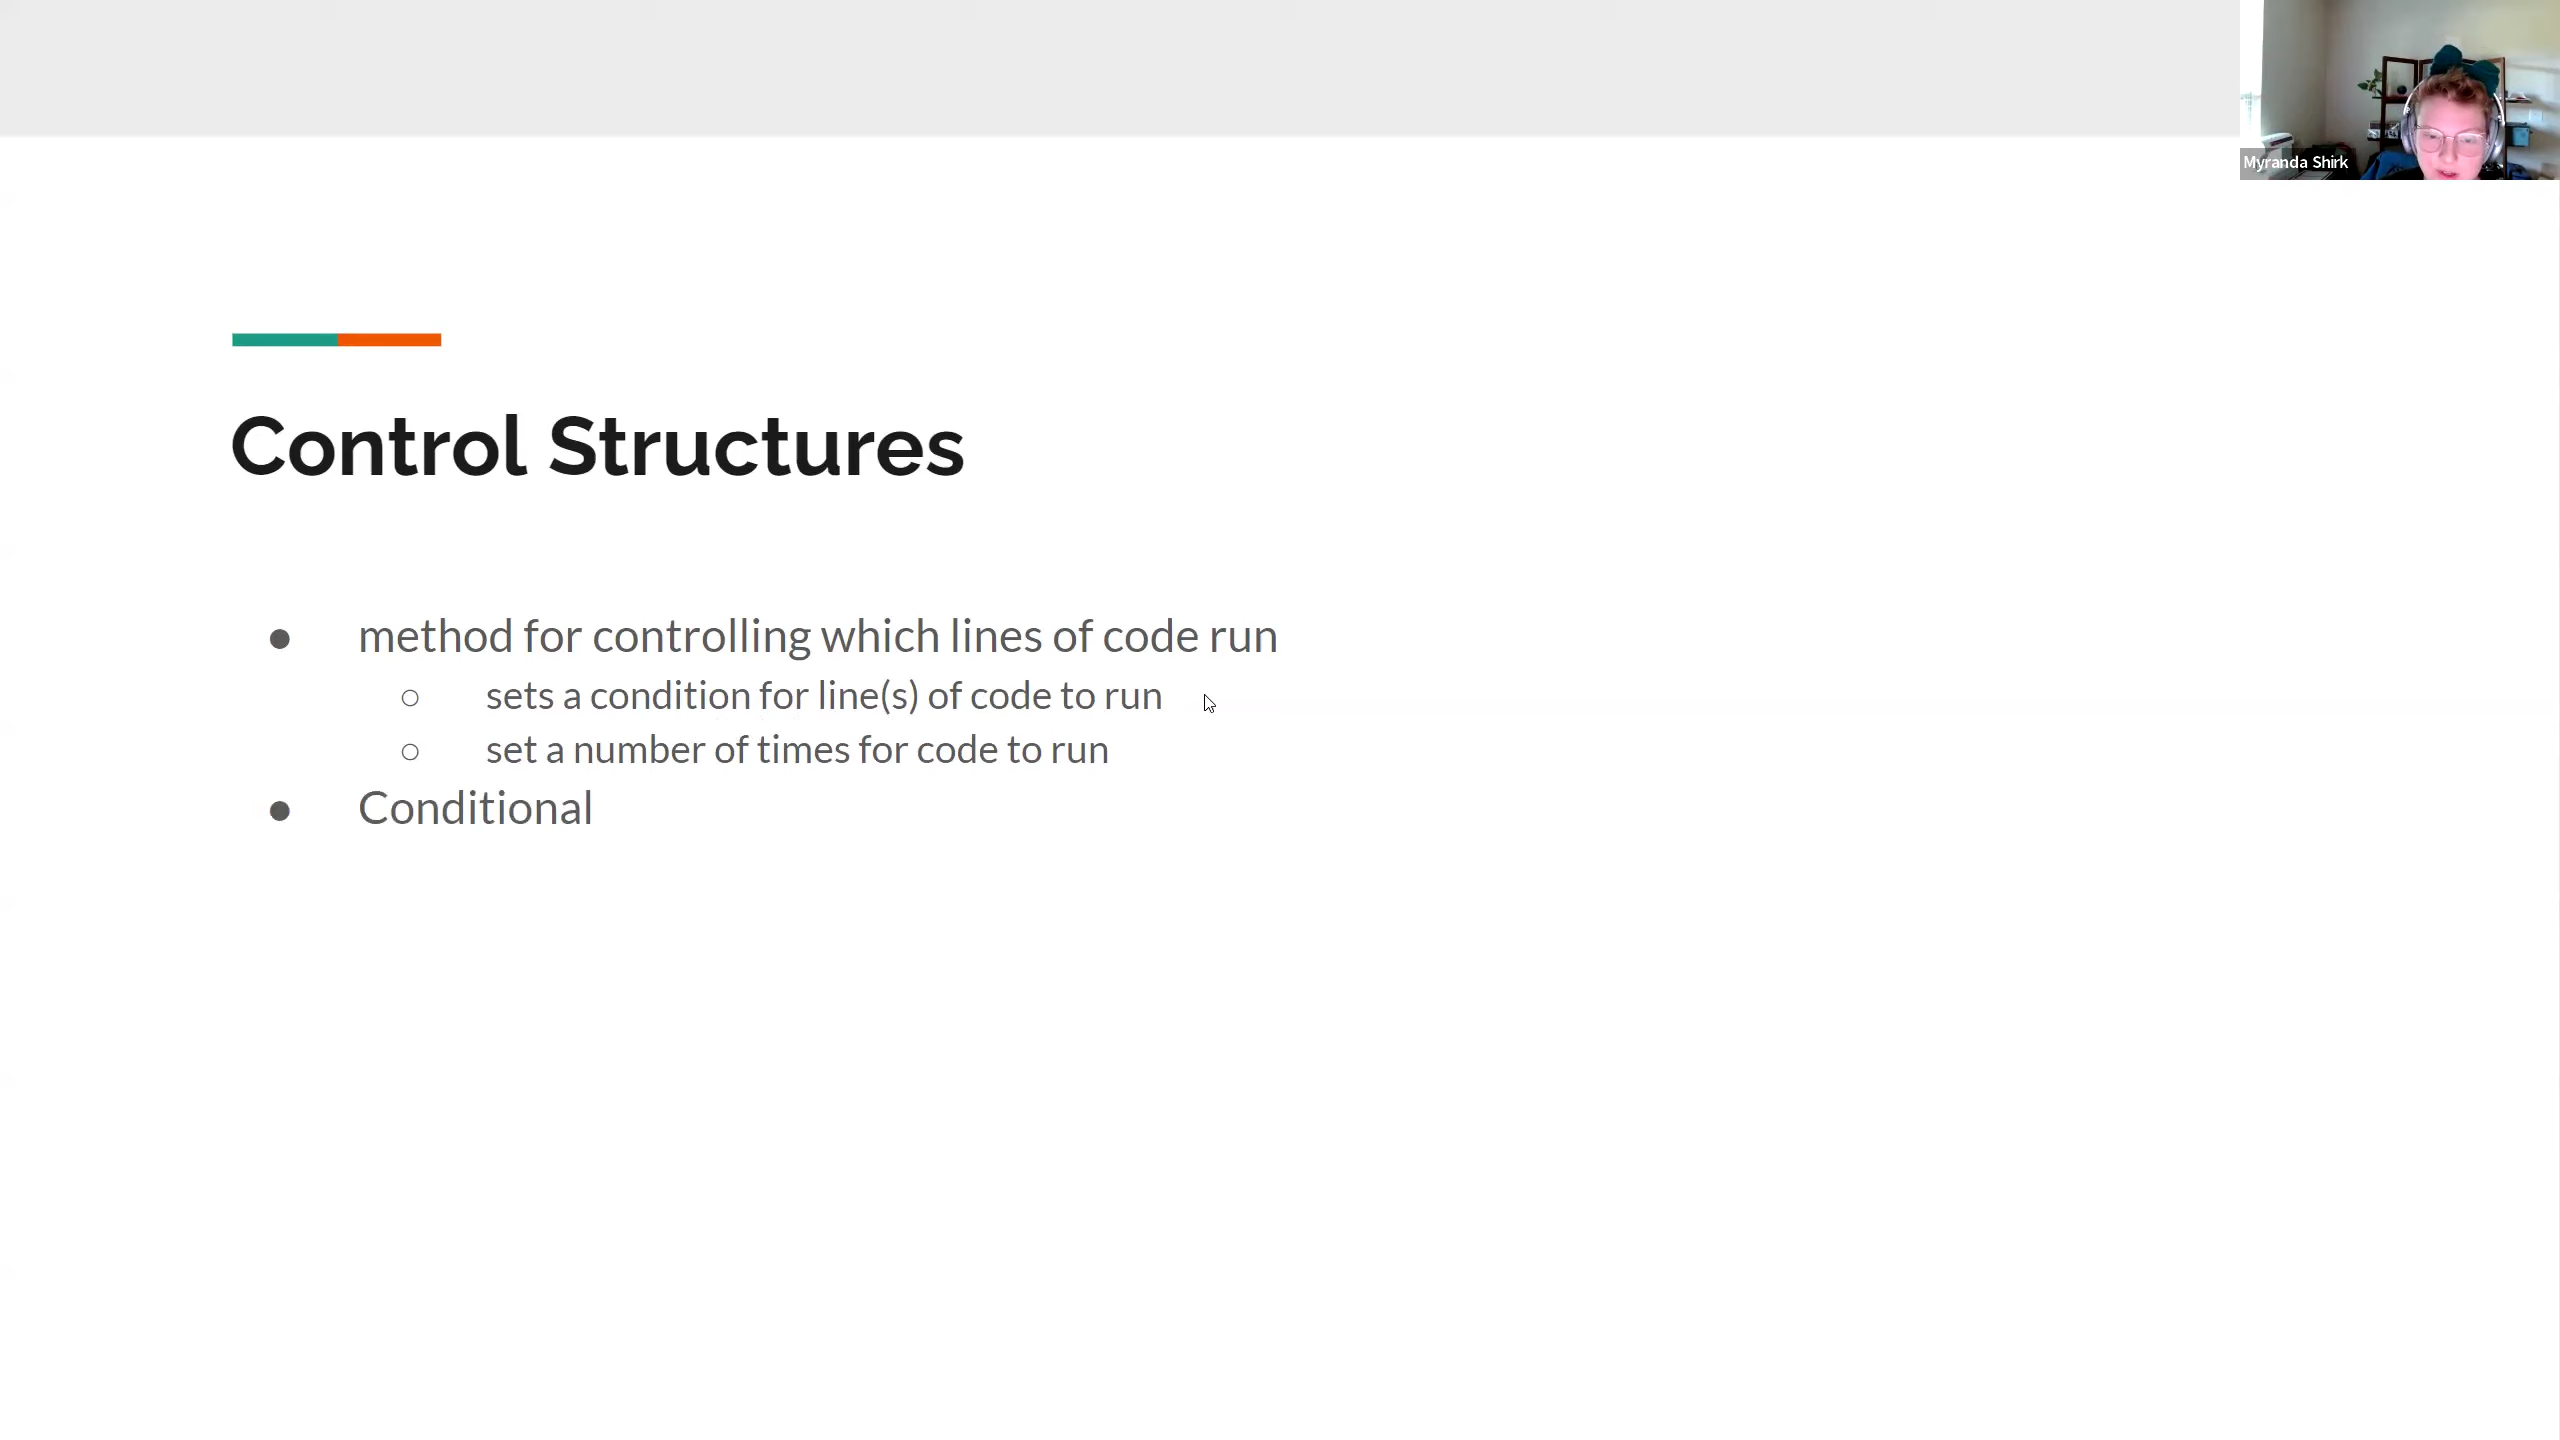 Myranda Shirk
Control Structures
● method for controlling which lines of code run
○ sets a condition for line(s) of code to run
○ set a number of times for code to run
● Conditional